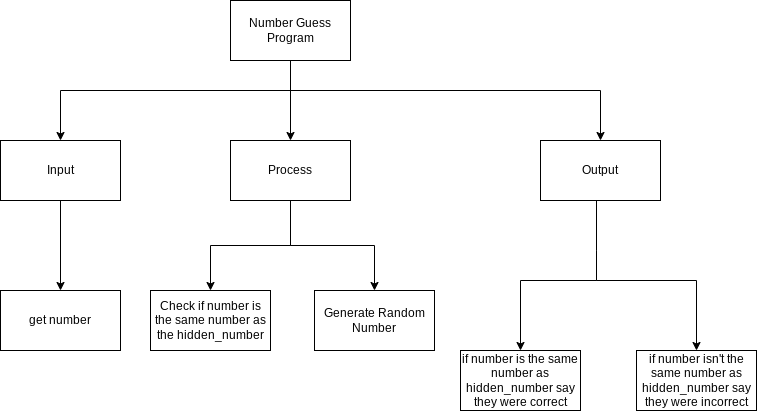 Number Guess
Program
Input
Process
Output
get number
Check if number is
the same number as
the hidden_number
Generate Random
Number
if number is the same
number as
hidden_number say
they were correct
if number isn't the
same number as
hidden_number say
they were incorrect